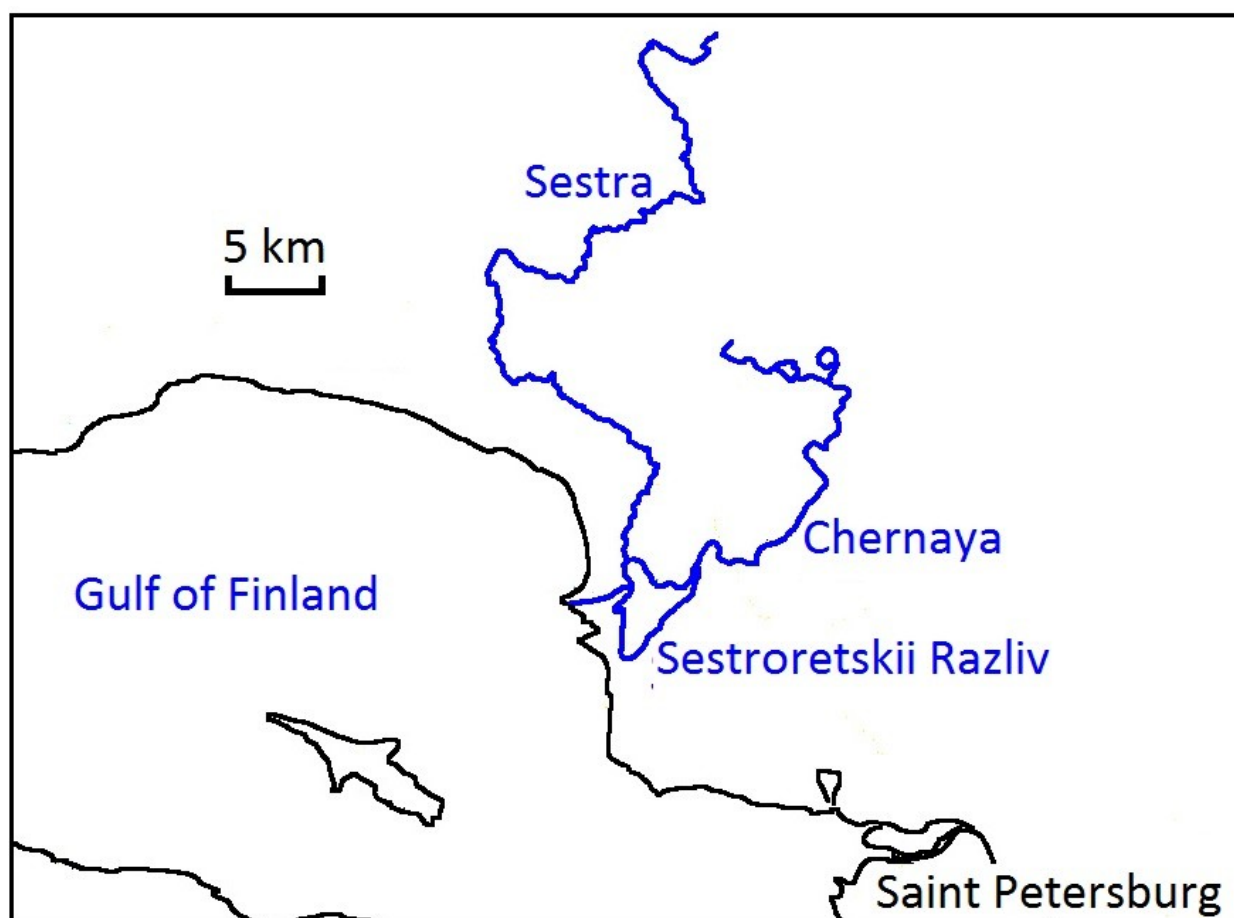 Sestra
5 km
Chernaya
Gulf of Finland
Sestroretskii Razliv
Saint Petersburg